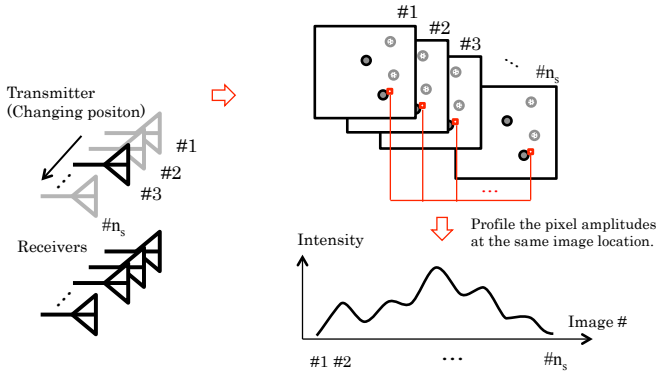 Transmitter
(Changing positon)
#1
#2
#3
#n_s
Receivers
#1
#2
#3
...
#n_s
...
Profile the pixel amplitudes
at the same image location.
Intensity
Image #
#1 #2 ... #n_s